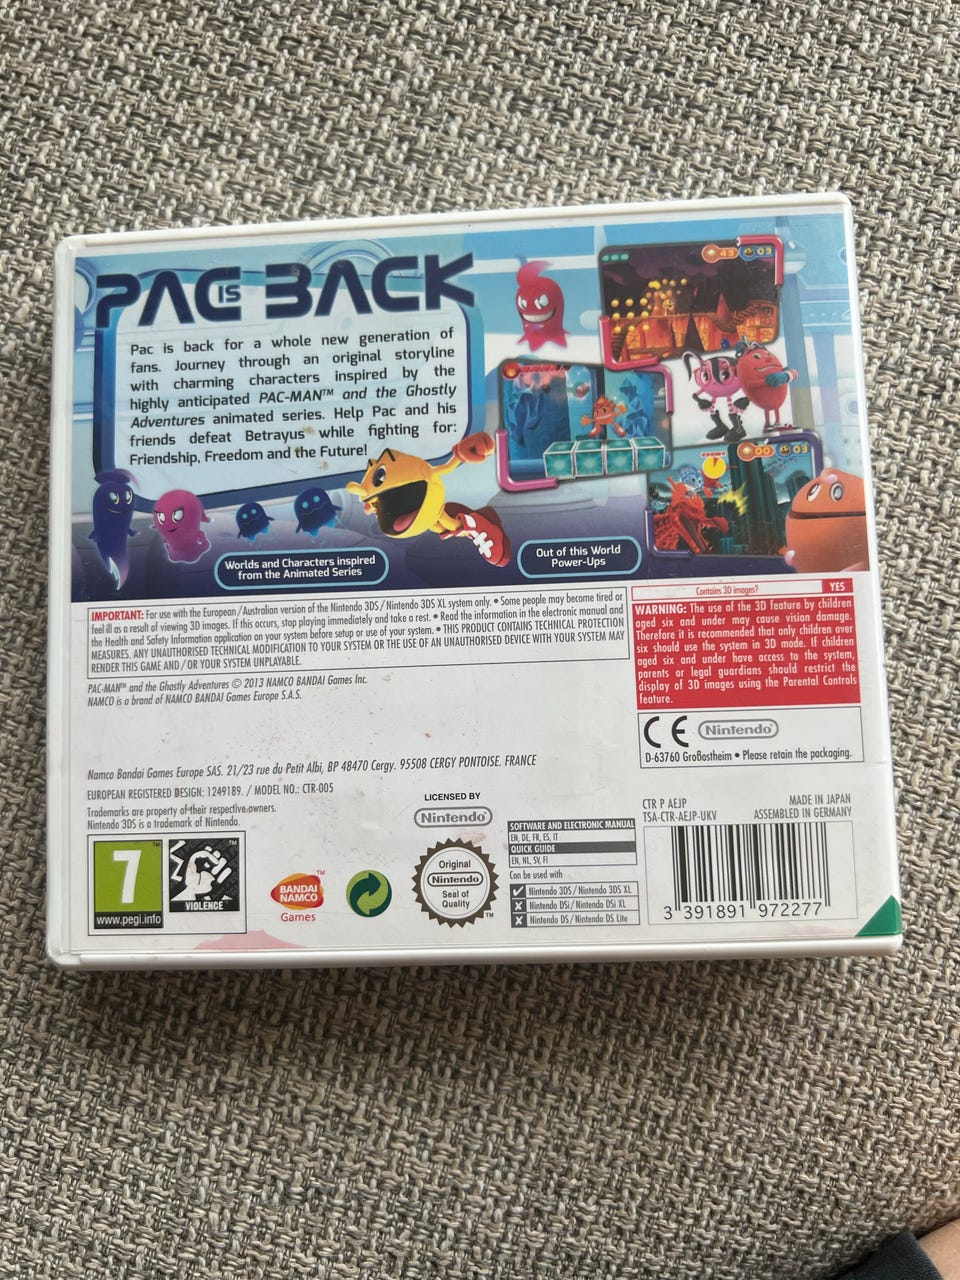 PAC IS BACK
Pac is back for a whole new generation of
fans. Journey through an original storyline
with charming characters inspired by the
highly anticipated PAC-MAN™ and the Ghostly
Adventures animated series. Help Pac and his
friends defeat Betrayus while fighting for:
Friendship, Freedom and the Future!
43 03
00 03
Worlds and Characters inspired
from the Animated Series
Out of this World
Power-Ups
IMPORTANT: For use with the European/Australian version of the Nintendo 3DS/Nintendo 3DS XL system only. • Some people may become tired or
feel ill as a result of viewing 3D images. If this occurs, stop playing immediately and take a rest. • Read the information in the electronic manual and
the Health and Safety Information application on your system before setup or use of your system. • THIS PRODUCT CONTAINS TECHNICAL PROTECTION
MEASURES. ANY UNAUTHORISED TECHNICAL MODIFICATION TO YOUR SYSTEM OR THE USE OF AN UNAUTHORISED DEVICE WITH YOUR SYSTEM MAY
RENDER THIS GAME AND/OR YOUR SYSTEM UNPLAYABLE.
Contains 3D images? YES
WARNING: The use of the 3D feature by children
aged six and under may cause vision damage.
Therefore it is recommended that only children over
six should use the system in 3D mode. If children
aged six and under have access to the system,
parents or legal guardians should restrict the
display of 3D images using the Parental Controls
feature.
PAC-MAN™ and the Ghostly Adventures © 2013 NAMCO BANDAI Games Inc.
NAMCO is a brand of NAMCO BANDAI Games Europe S.A.S.
CE Nintendo
D-63760 Großostheim • Please retain the packaging.
Namco Bandai Games Europe SAS. 21/23 rue du Petit Albi, BP 48470 Cergy. 95508 CERGY PONTOISE. FRANCE
EUROPEAN REGISTERED DESIGN: 1249189. / MODEL NO.: CTR-005
Trademarks are property of their respective owners.
Nintendo 3DS is a trademark of Nintendo.
7™
www.pegi.info
™
VIOLENCE
BANDAI
NAMCO™
Games
LICENSED BY
Nintendo
Original
Nintendo
Seal of
Quality
™
SOFTWARE AND ELECTRONIC MANUAL
EN, DE, FR, ES, IT
QUICK GUIDE
EN, NL, SV, FI
Can be used with
✓ Nintendo 3DS/Nintendo 3DS XL
✗ Nintendo DSi/Nintendo DSi XL
✗ Nintendo DS/Nintendo DS Lite
CTR P AEJP
TSA-CTR-AEJP-UKV
MADE IN JAPAN
ASSEMBLED IN GERMANY
3 391891 972277